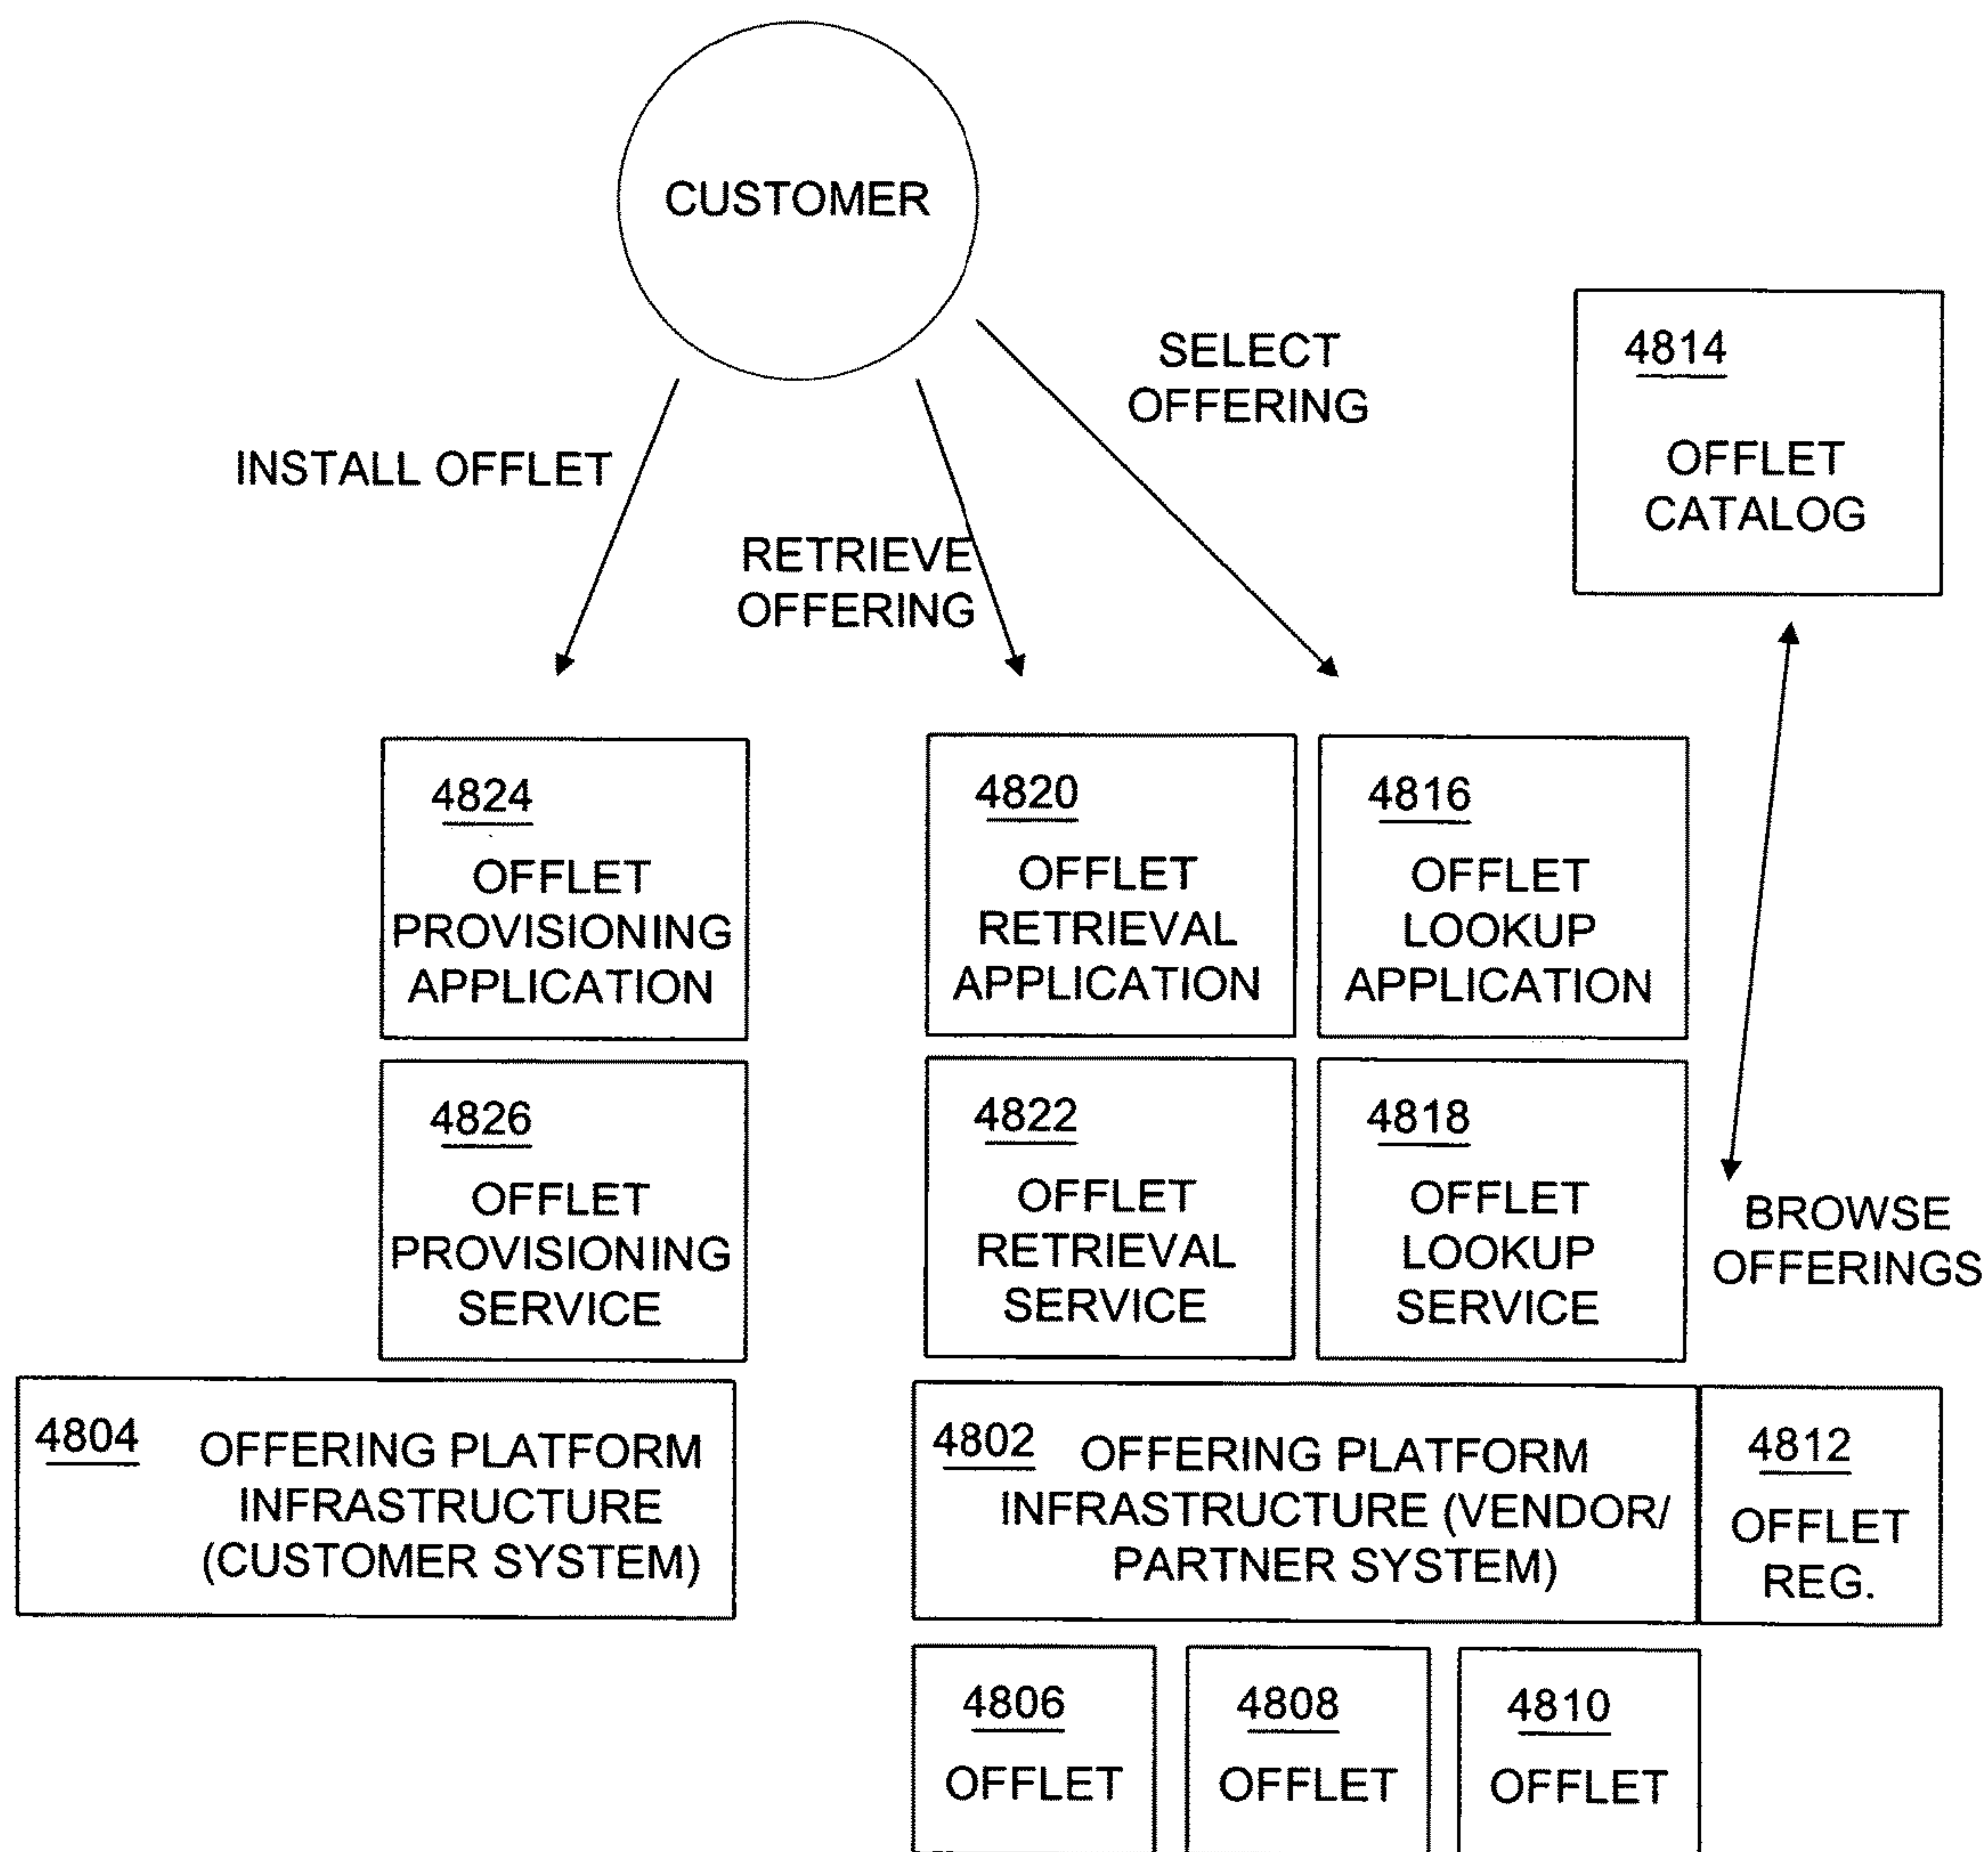 CUSTOMER
SELECT
OFFERING
INSTALL OFFLET
RETRIEVE
OFFERING
4814
OFFLET
CATALOG
4824
OFFLET
PROVISIONING
APPLICATION
4820
OFFLET
RETRIEVAL
APPLICATION
4816
OFFLET
LOOKUP
APPLICATION
4826
OFFLET
PROVISIONING
SERVICE
4822
OFFLET
RETRIEVAL
SERVICE
4818
OFFLET
LOOKUP
SERVICE
BROWSE
OFFERINGS
4804 OFFERING PLATFORM
INFRASTRUCTURE
(CUSTOMER SYSTEM)
4802 OFFERING PLATFORM
INFRASTRUCTURE (VENDOR/
PARTNER SYSTEM)
4812
OFFLET
REG.
4806
OFFLET
4808
OFFLET
4810
OFFLET